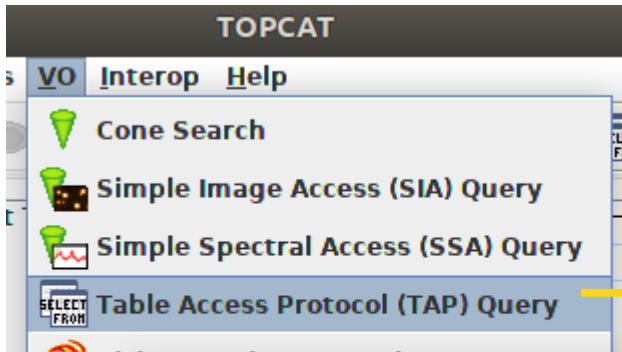 TOPCAT
s VO Interop Help
Cone Search
Simple Image Access (SIA) Query
t
Simple Spectral Access (SSA) Query
SELECT
FROM
Table Access Protocol (TAP) Query